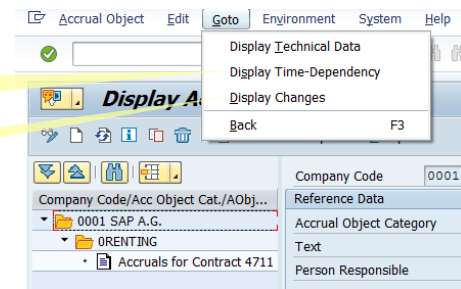 Accrual Object Edit Goto Environment System Help
Display Technical Data
Display Time-Dependency
Display Changes
Back F3
Display A
Company Code 0001
Company Code/Acc Object Cat./AObj...
Reference Data
0001 SAP A.G.
Accrual Object Category
0RENTING
Text
Accruals for Contract 4711
Person Responsible